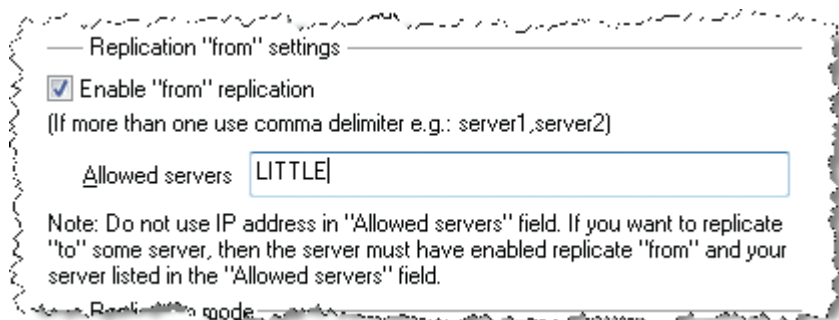 Replication "from" settings
Enable "from" replication
(If more than one use comma delimiter e.g.: server1,server2)
Allowed servers LITTLE
Note: Do not use IP address in "Allowed servers" field. If you want to replicate
"to" some server, then the server must have enabled replicate "from" and your
server listed in the "Allowed servers" field.
Replication mode